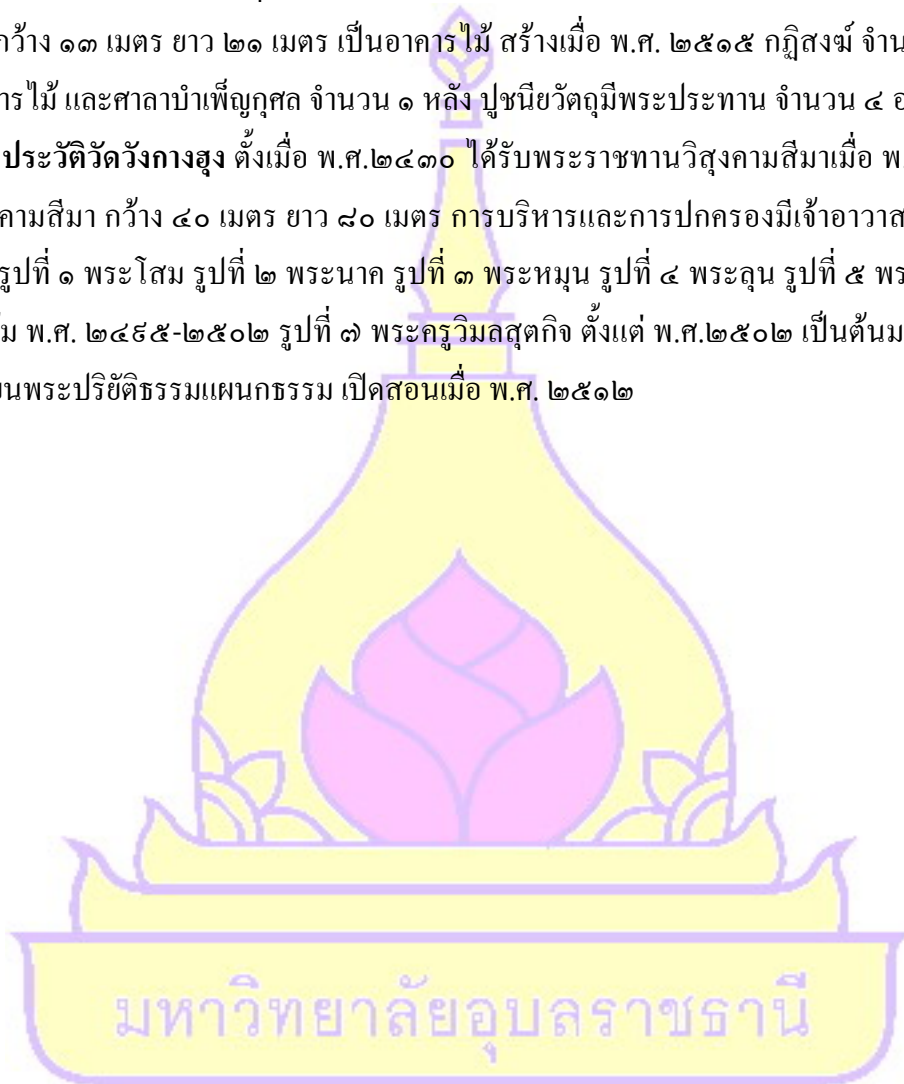 กว้าง ๑๓ เมตร ยาว ๒๑ เมตร เป็นอาคารไม้ สร้างเมื่อ พ.ศ. ๒๕๑๕ กฏิสงฆ์
ไม้ และศาลาบำเพ็ญกุศล จำนวน ๑ หลัง ปูชนียวัตถุมีพระประทาน จำนวน ๔
ประวัติวัดวังกางฮุง ตั้งเมื่อ พ.ศ.๒๔๓๐ ได้รับพระราชทานวิสุงคามสีมาเมื่อ
คามสีมา กว้าง ๔๐ เมตร ยาว ๘๐ เมตร การบริหารและการปกครองมีเจ้าอาวาส
รูปที่ ๑ พระโสม รูปที่ ๒ พระนาค รูปที่ ๓ พระหมุน รูปที่ ๔ พระลุน รูปที่ ๕
พ.ศ. ๒๔๙๕-๒๕๐๒ รูปที่ ๗ พระครูวิมลสุตกิจ ตั้งแต่ พ.ศ.๒๕๐๒ เป็นต้นม
พระปริยัติธรรมแผนกธรรม เปิดสอนเมื่อ พ.ศ. ๒๕๑๒
มหาวิทยาลัยอุบลราชธานี